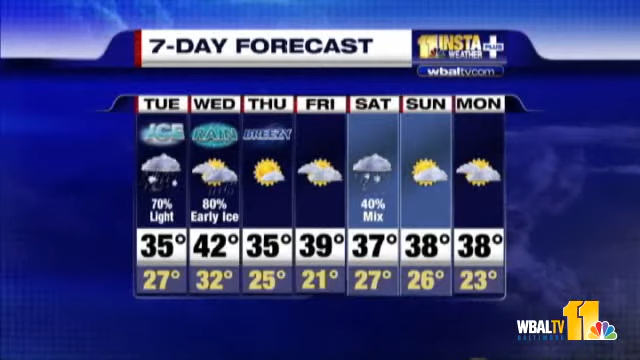 7-DAY FORECAST
11 INSTA PLUS
WEATHER
wbaltv.com
TUE WED THU FRI SAT SUN MON
ICE RAIN BREEZY
70% 80% 40%
Light Early Ice Mix
35° 42° 35° 39° 37° 38° 38°
27° 32° 25° 21° 27° 26° 23°
WBALTV 11
BALTIMORE